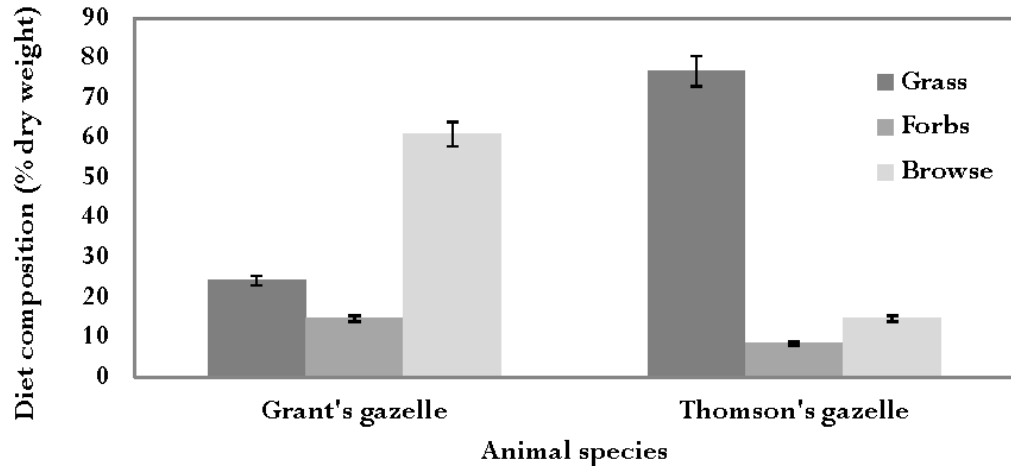 Diet composition (% dry weight)
90
80
70
60
50
40
30
20
10
0
Grass
Forbs
Browse
Grant's gazelle
Thomson's gazelle
Animal species